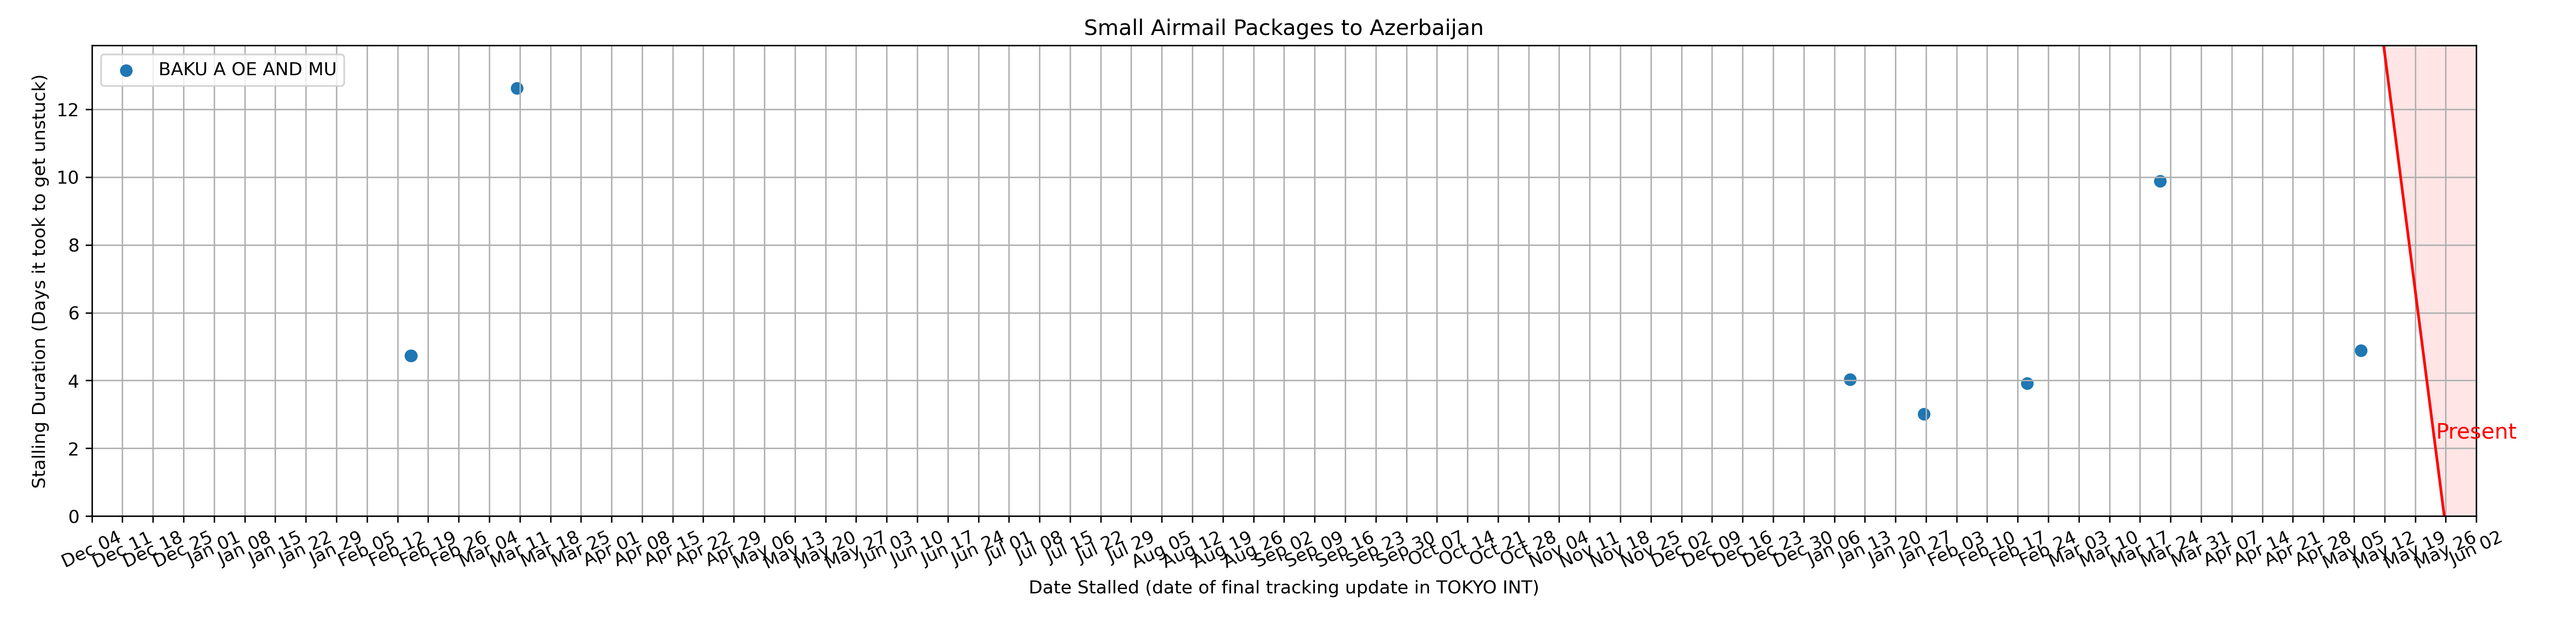 Small Airmail Packages to Azerbaijan
BAKU A OE AND MU
Stalling Duration (Days it took to get unstuck)
12
10
8
6
4
2
0
Present
Dec 04
Dec 11
Dec 18
Dec 25
Jan 01
Jan 08
Jan 15
Jan 22
Jan 29
Feb 05
Feb 12
Feb 19
Feb 26
Mar 04
Mar 11
Mar 18
Mar 25
Apr 01
Apr 08
Apr 15
Apr 22
Apr 29
May 06
May 13
May 20
May 27
Jun 03
Jun 10
Jun 17
Jun 24
Jul 01
Jul 08
Jul 15
Jul 22
Jul 29
Aug 05
Aug 12
Aug 19
Aug 26
Sep 02
Sep 09
Sep 16
Sep 23
Sep 30
Oct 07
Oct 14
Oct 21
Oct 28
Nov 04
Nov 11
Nov 18
Nov 25
Dec 02
Dec 09
Dec 16
Dec 23
Dec 30
Jan 06
Jan 13
Jan 20
Jan 27
Feb 03
Feb 10
Feb 17
Feb 24
Mar 03
Mar 10
Mar 17
Mar 24
Mar 31
Apr 07
Apr 14
Apr 21
Apr 28
May 05
May 12
May 19
May 26
Jun 02
Date Stalled (date of final tracking update in TOKYO INT)